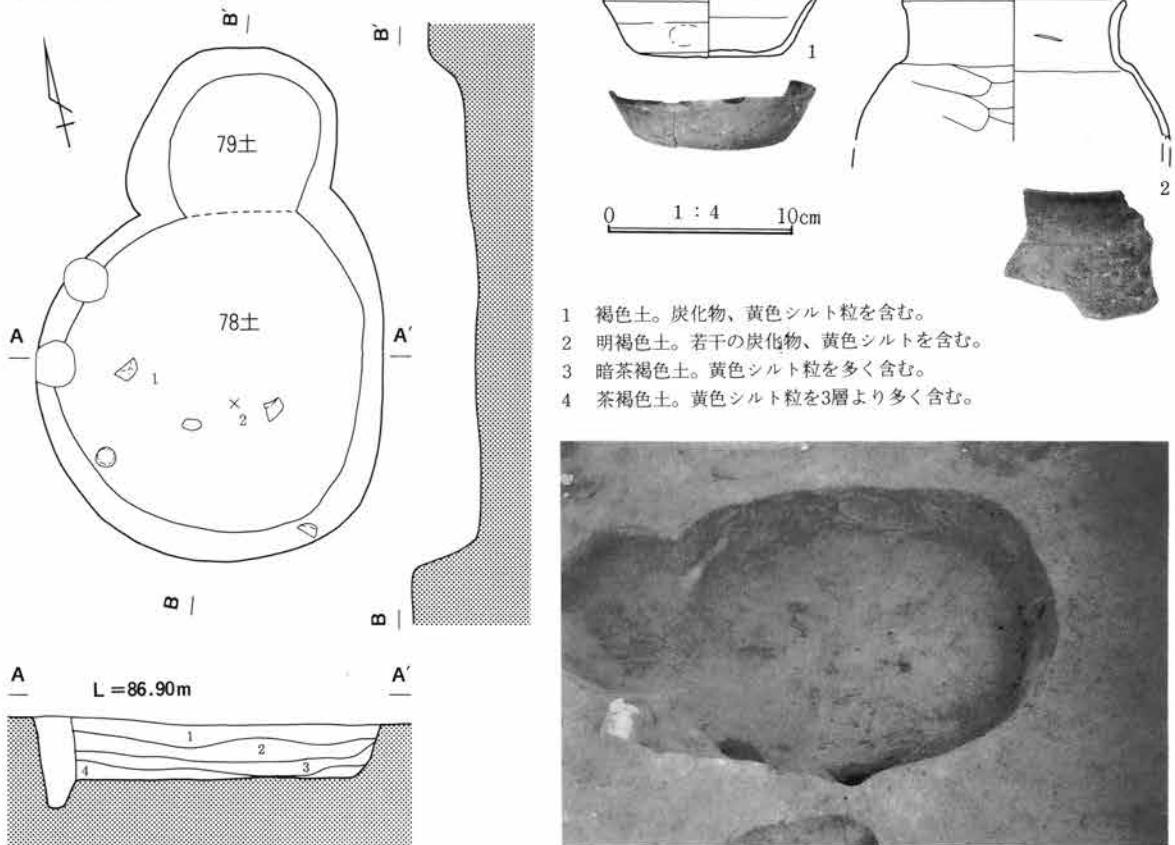 B'
B'
79土
78土
A
A'
1
2
B
B
A
L=86.90m
A'
1
2
3
4
1
2
0 1:4 10cm
1 褐色土。炭化物、黄色シルト粒を含む。
2 明褐色土。若干の炭化物、黄色シルトを含む。
3 暗茶褐色土。黄色シルト粒を多く含む。
4 茶褐色土。黄色シルト粒を3層より多く含む。